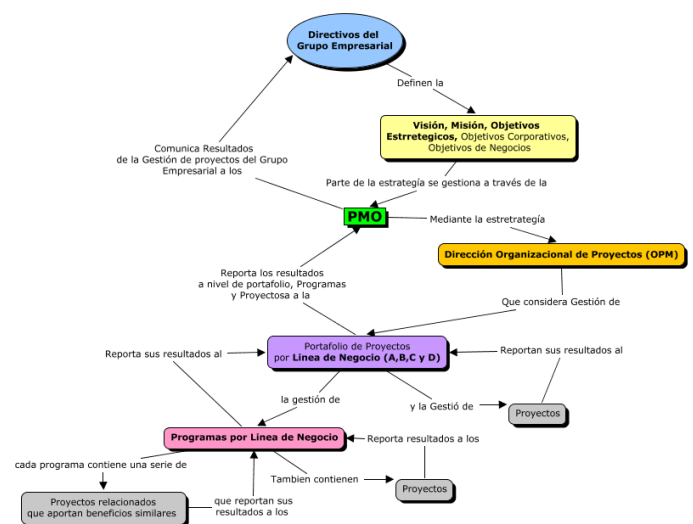 Directivos del
Grupo Empresarial
Definen la
Visión, Misión, Objetivos
Estrretegicos, Objetivos Corporativos,
Objetivos de Negocios
Comunica Resultados
de la Gestión de proyectos del Grupo
Empresarial a los
Parte de la estrategía se gestiona a través de la
PMO
Mediante la estretrategía
Dirección Organizacional de Proyectos (OPM)
Reporta los resultados
a nivel de portafolio, Programas
y Proyectosa a la
Que considera Gestión de
Portafolio de Proyectos
por Linea de Negocio (A,B,C y D)
Reporta sus resultados al
Reportan sus resultados al
la gestión de
y la Gestió de
Proyectos
Programas por Linea de Negocio
Reporta resultados a los
cada programa contiene una serie de
Tambien contienen
Proyectos
Proyectos relacionados
que aportan beneficios similares
que reportan sus
resultados a los